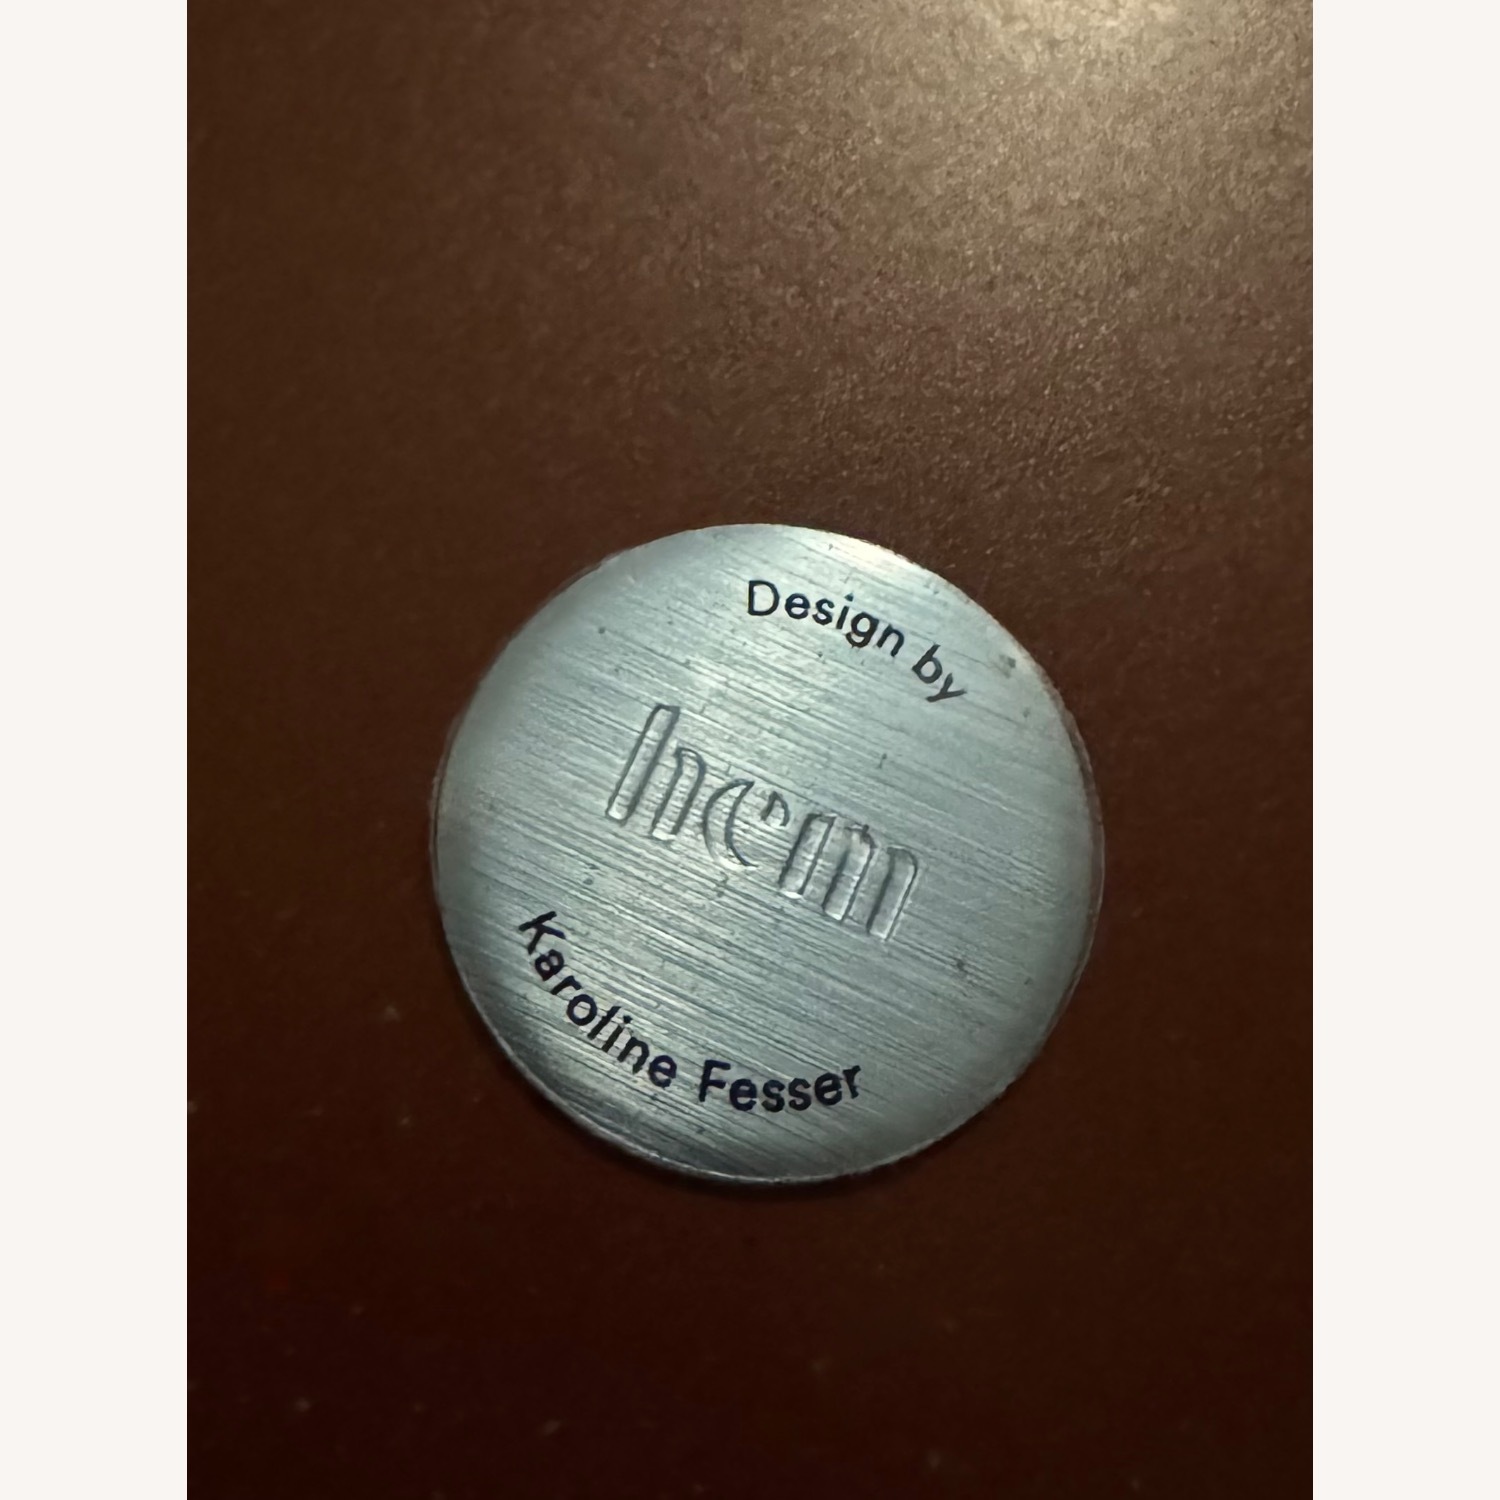 Design by
hem
Karoline Fesser